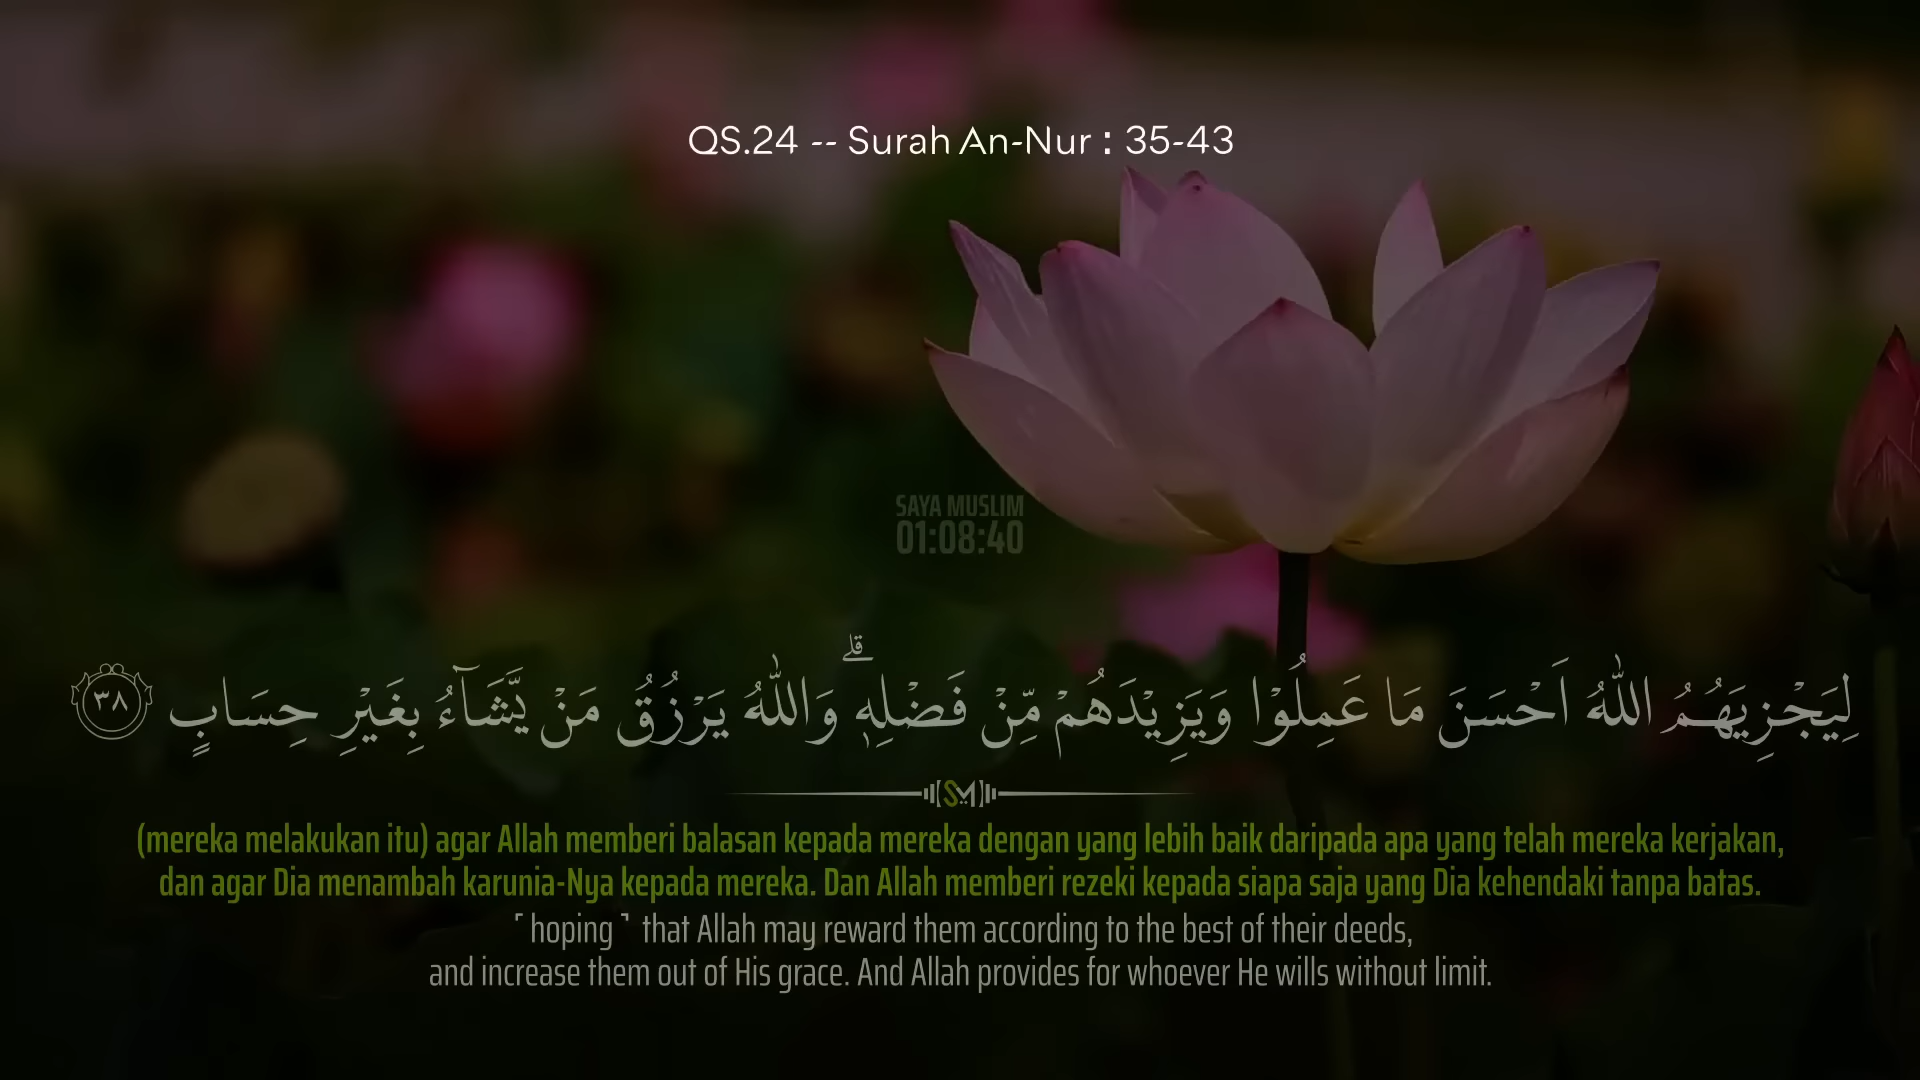 QS.24 -- Surah An-Nur : 35-43
SAYA MUSLIM
01:08:40
لِيَجْزِيَهُمُ اللّٰهُ اَحْسَنَ مَا عَمِلُوْا وَيَزِيْدَهُمْ مِّنْ فَضْلِهٖۗ وَاللّٰهُ يَرْزُقُ مَنْ يَّشَاۤءُ بِغَيْرِ حِسَابٍ ٣٨
SM
(mereka melakukan itu) agar Allah memberi balasan kepada mereka dengan yang lebih baik daripada apa yang telah mereka kerjakan,
dan agar Dia menambah karunia-Nya kepada mereka. Dan Allah memberi rezeki kepada siapa saja yang Dia kehendaki tanpa batas.
˹ hoping ˺ that Allah may reward them according to the best of their deeds,
and increase them out of His grace. And Allah provides for whoever He wills without limit.